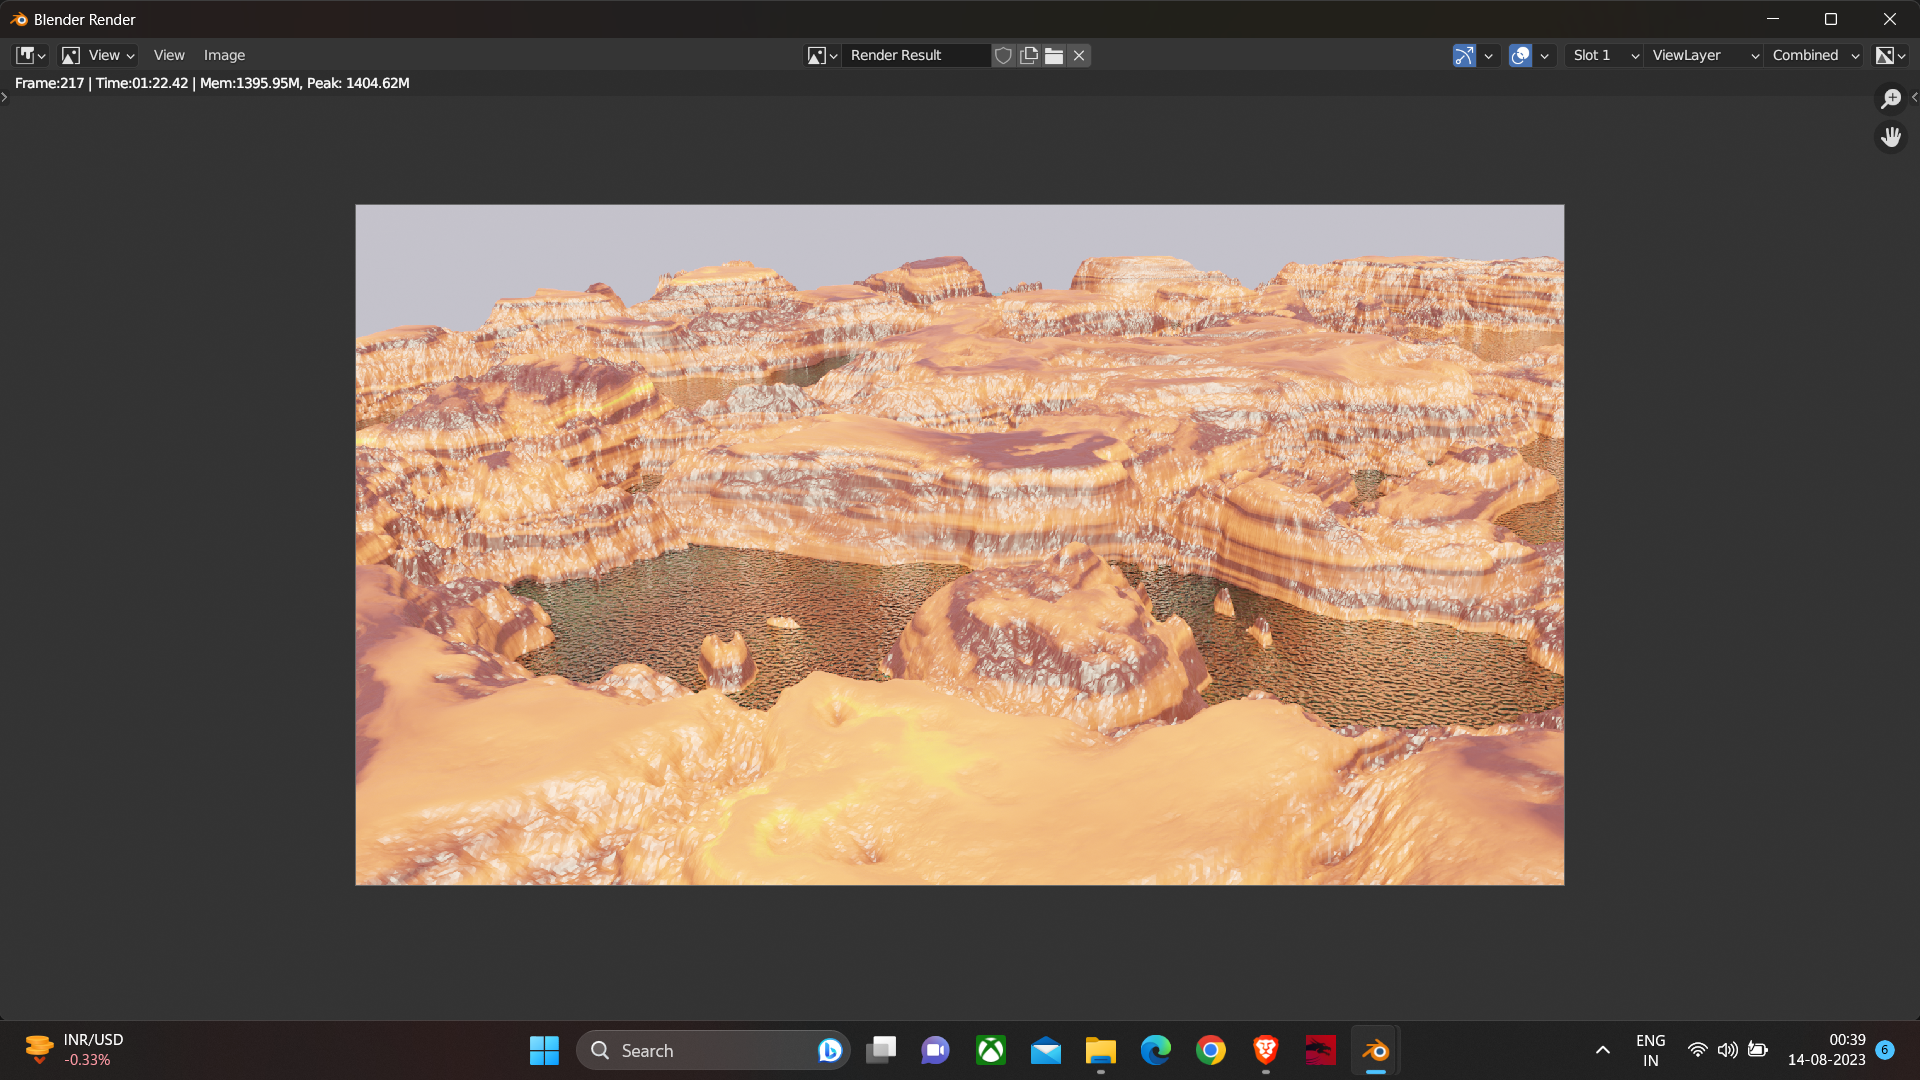 Blender Render
View View Image Render Result Slot 1 ViewLayer Combined
Frame:217 | Time:01:22.42 | Mem:1395.95M, Peak: 1404.62M
INR/USD
-0.33%
Search
ENG
IN
00:39
14-08-2023
6